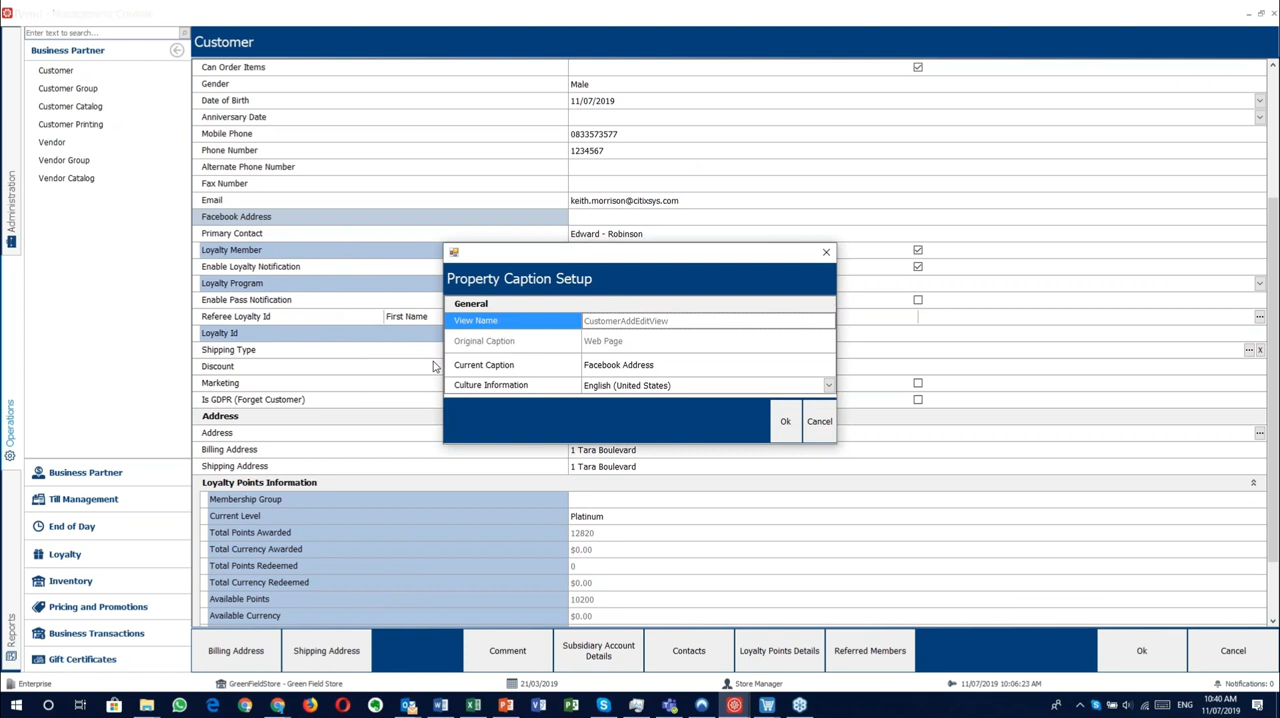 Enter text to search...
Business Partner
Customer
Customer Group
Customer Catalog
Customer Printing
Vendor
Vendor Group
Vendor Catalog
Administration
Operations
Reports
Business Partner
Till Management
End of Day
Loyalty
Inventory
Pricing and Promotions
Business Transactions
Gift Certificates
Customer
Can Order Items
Gender Male
Date of Birth 11/07/2019
Anniversary Date
Mobile Phone 0833573577
Phone Number 1234567
Alternate Phone Number
Fax Number
Email keith.morrison@citixsys.com
Facebook Address
Primary Contact Edward - Robinson
Loyalty Member
Enable Loyalty Notification
Loyalty Program
Enable Pass Notification
Referee Loyalty Id First Name
Loyalty Id
Shipping Type
Discount
Marketing
Is GDPR (Forget Customer)
Address
Address
Billing Address 1 Tara Boulevard
Shipping Address 1 Tara Boulevard
Loyalty Points Information
Membership Group
Current Level Platinum
Total Points Awarded 12820
Total Currency Awarded $0.00
Total Points Redeemed 0
Total Currency Redeemed $0.00
Available Points 10200
Available Currency $0.00
Property Caption Setup
General
View Name CustomerAddEditView
Original Caption Web Page
Current Caption Facebook Address
Culture Information English (United States)
Ok Cancel
Billing Address Shipping Address Comment Subsidiary Account Details Contacts Loyalty Points Details Referred Members Ok Cancel
Enterprise GreenFieldStore - Green Field Store 21/03/2019 Store Manager 11/07/2019 10:06:23 AM Notifications: 0
ENG 10:40 AM
11/07/2019